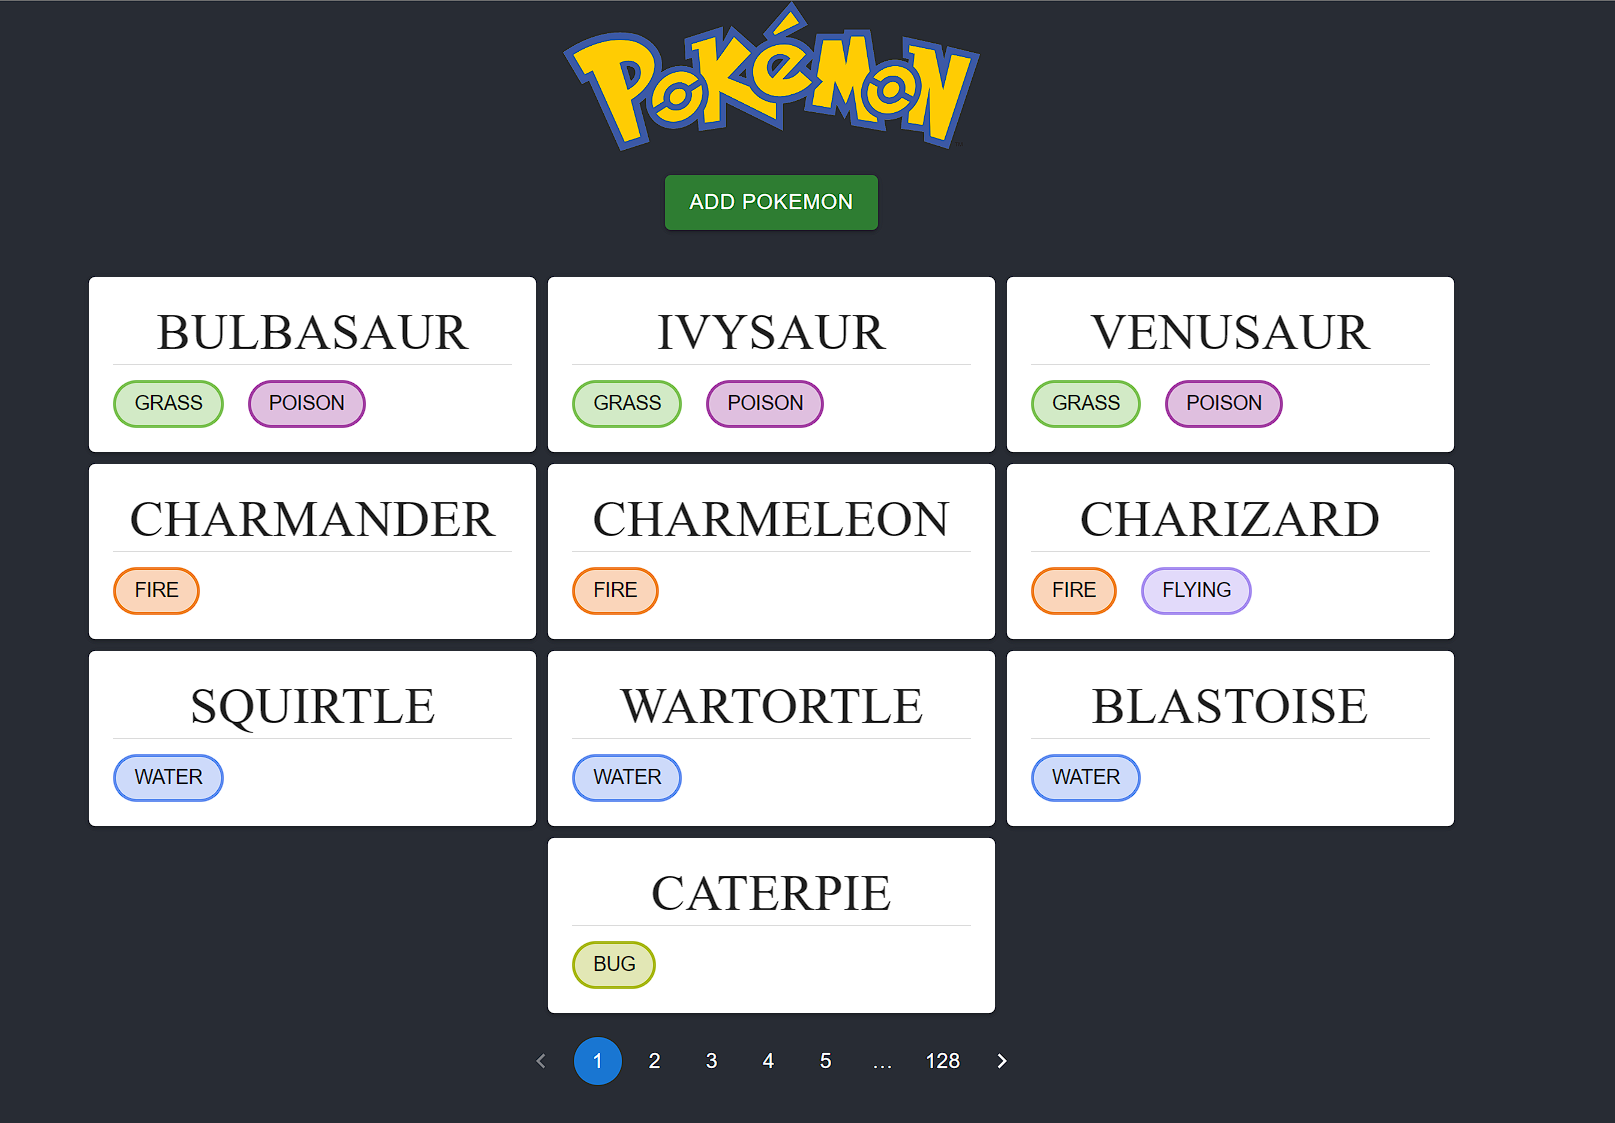 Pokémon
ADD POKEMON
BULBASAUR
GRASS POISON
IVYSAUR
GRASS POISON
VENUSAUR
GRASS POISON
CHARMANDER
FIRE
CHARMELEON
FIRE
CHARIZARD
FIRE FLYING
SQUIRTLE
WATER
WARTORTLE
WATER
BLASTOISE
WATER
CATERPIE
BUG
1 2 3 4 5 … 128